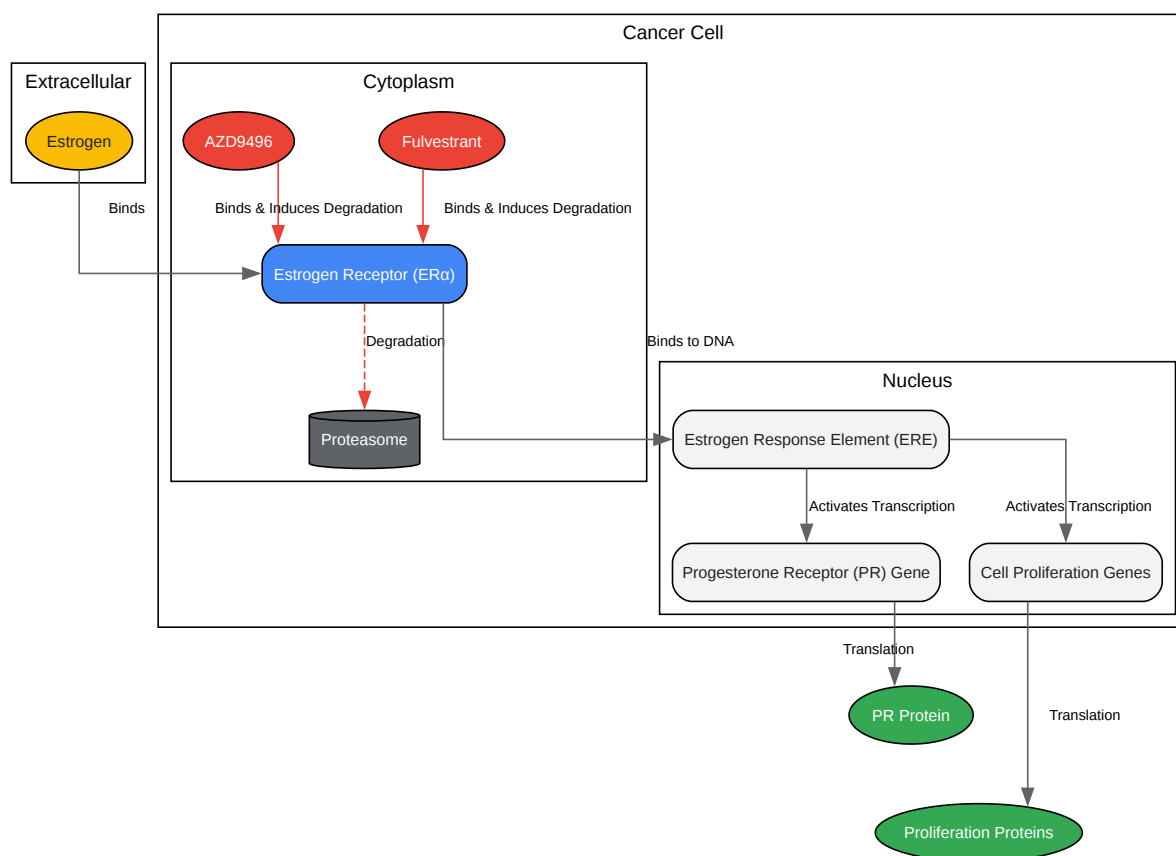 Cancer Cell
Extracellular
Cytoplasm
Estrogen
AZD9496
Fulvestrant
Binds
Binds & Induces Degradation
Binds & Induces Degradation
Estrogen Receptor (ERα)
Degradation
Binds to DNA
Nucleus
Proteasome
Estrogen Response Element (ERE)
Activates Transcription
Activates Transcription
Progesterone Receptor (PR) Gene
Cell Proliferation Genes
Translation
PR Protein
Translation
Proliferation Proteins